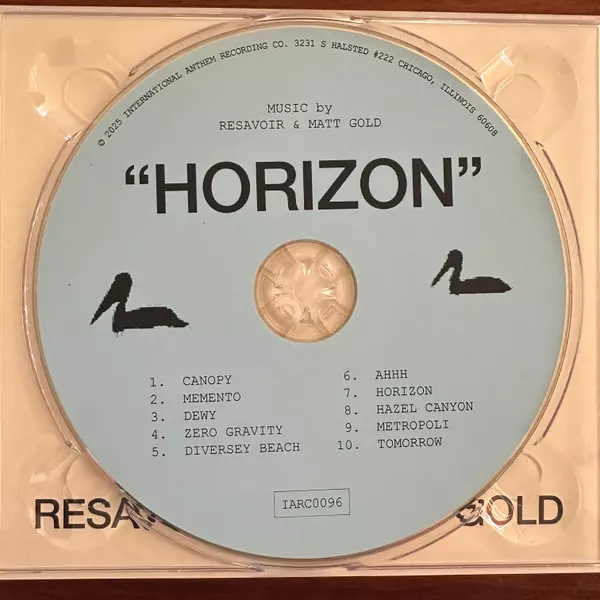 © 2025 INTERNATIONAL ANTHEM RECORDING CO. 3231 S HALSTED #222 CHICAGO, ILLINOIS 60608
MUSIC by
RESAVOIR & MATT GOLD
“HORIZON”
1. CANOPY
2. MEMENTO
3. DEWY
4. ZERO GRAVITY
5. DIVERSEY BEACH
6. AHHH
7. HORIZON
8. HAZEL CANYON
9. METROPOLI
10. TOMORROW
IARC0096
GOLD